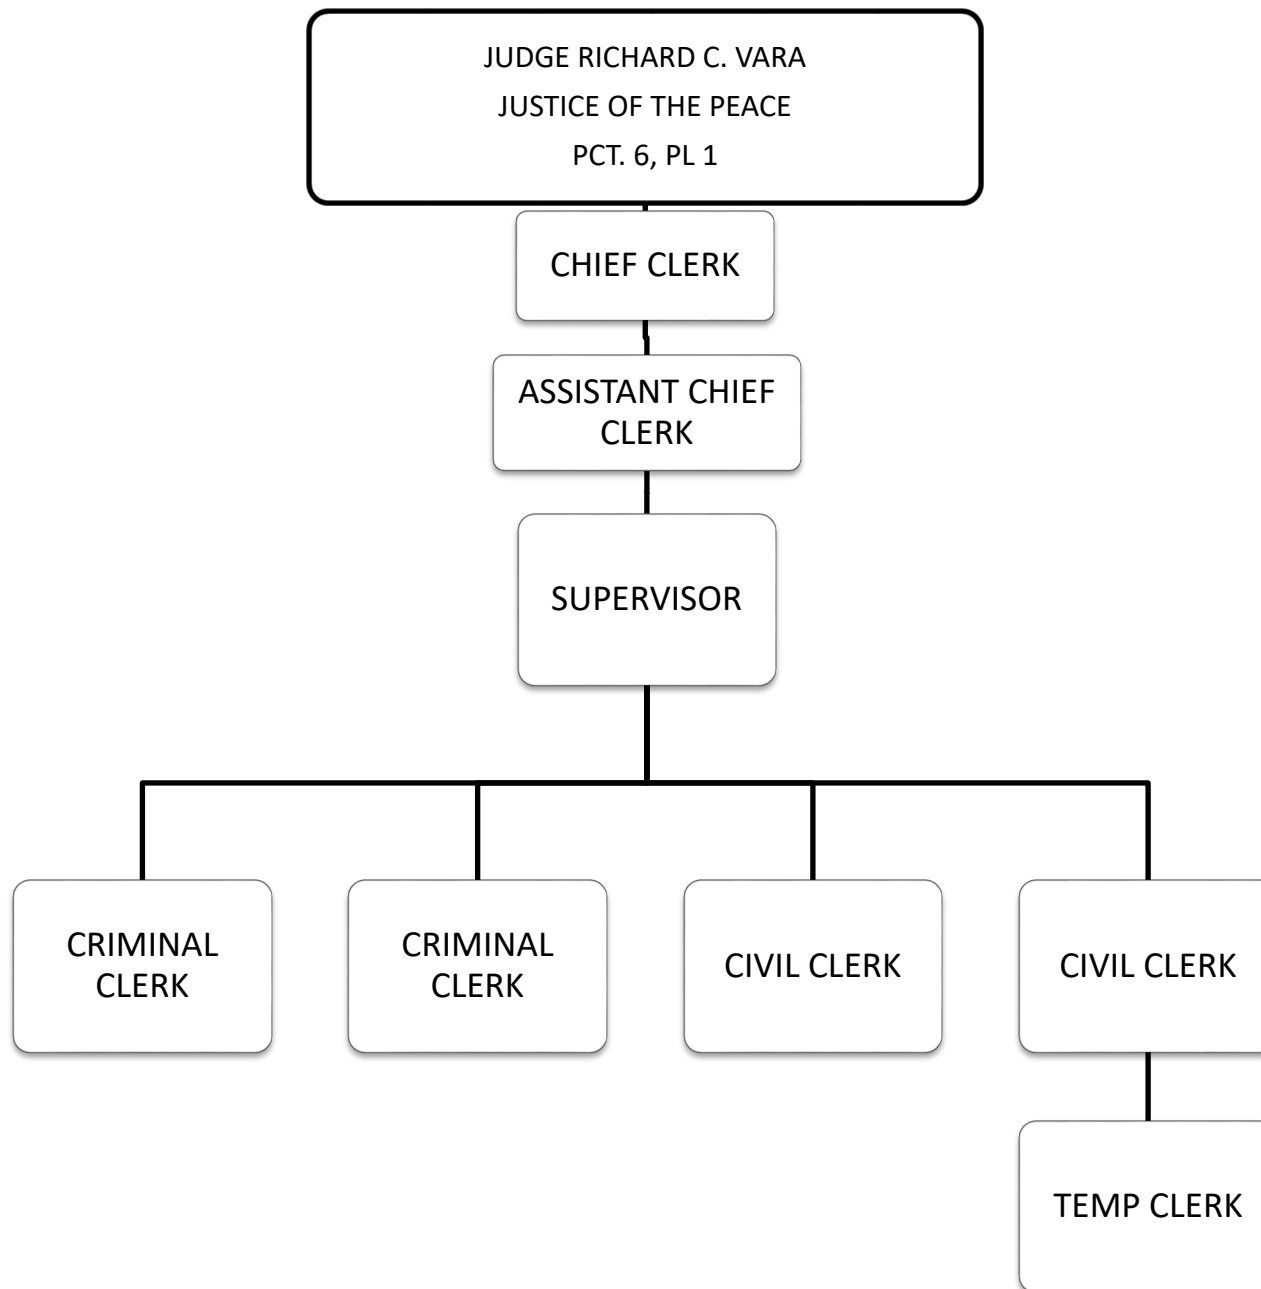 JUDGE RICHARD C. VARA
JUSTICE OF THE PEACE
PCT. 6, PL 1
CHIEF CLERK
ASSISTANT CHIEF
CLERK
SUPERVISOR
CRIMINAL
CLERK
CRIMINAL
CLERK
CIVIL CLERK
CIVIL CLERK
TEMP CLERK